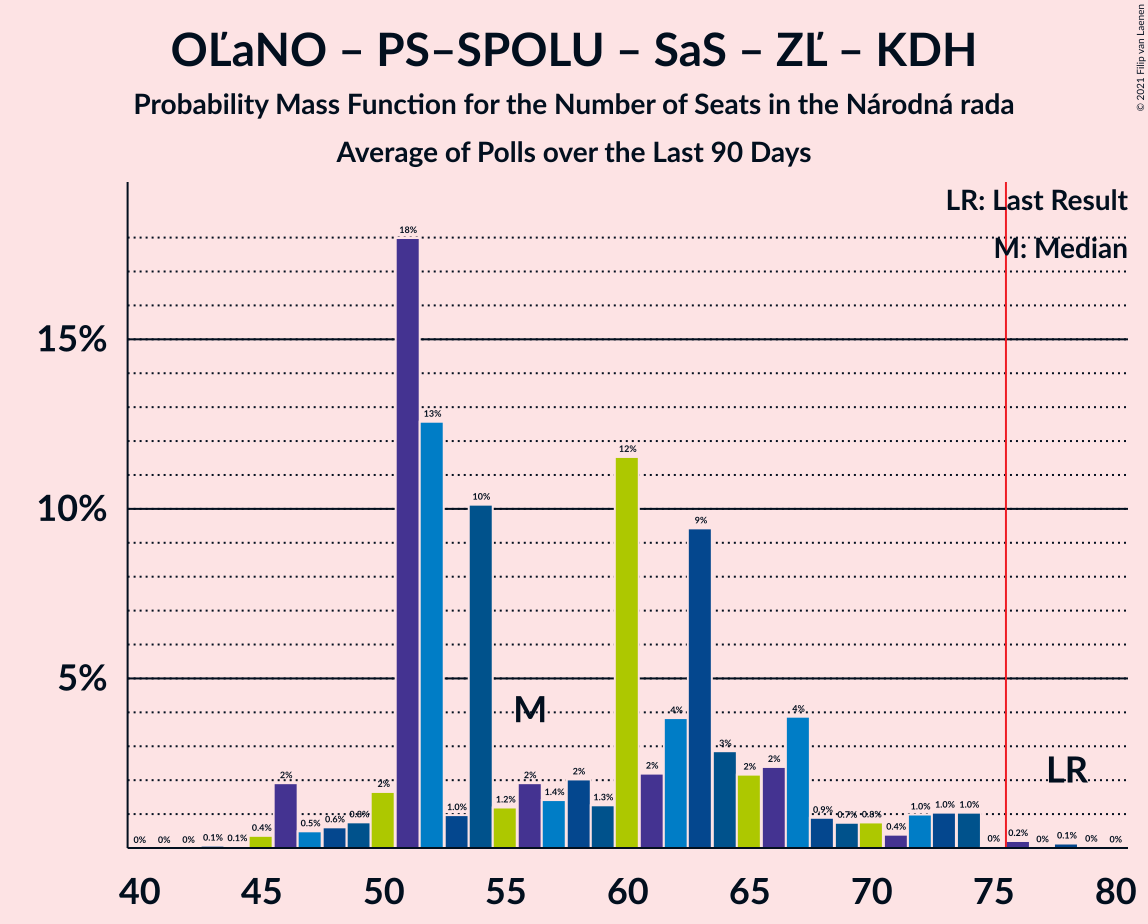 OĽaNO – PS–SPOLU – SaS – ZĽ – KDH
Probability Mass Function for the Number of Seats in the Národná rada
Average of Polls over the Last 90 Days
© 2021 Filip van Laenen
LR: Last Result
M: Median
15%
10%
5%
0% 0% 0% 0.1% 0.1% 0.4% 2% 0.5% 0.6% 0.8% 2% 18% 13% 1.0% 10% 1.2% 2% 1.4% 2% 1.3% 12% 2% 4% 9% 3% 2% 2% 4% 0.9% 0.7% 0.8% 0.4% 1.0% 1.0% 1.0% 0% 0.2% 0% 0.1% 0% 0%
M
LR
40 45 50 55 60 65 70 75 80